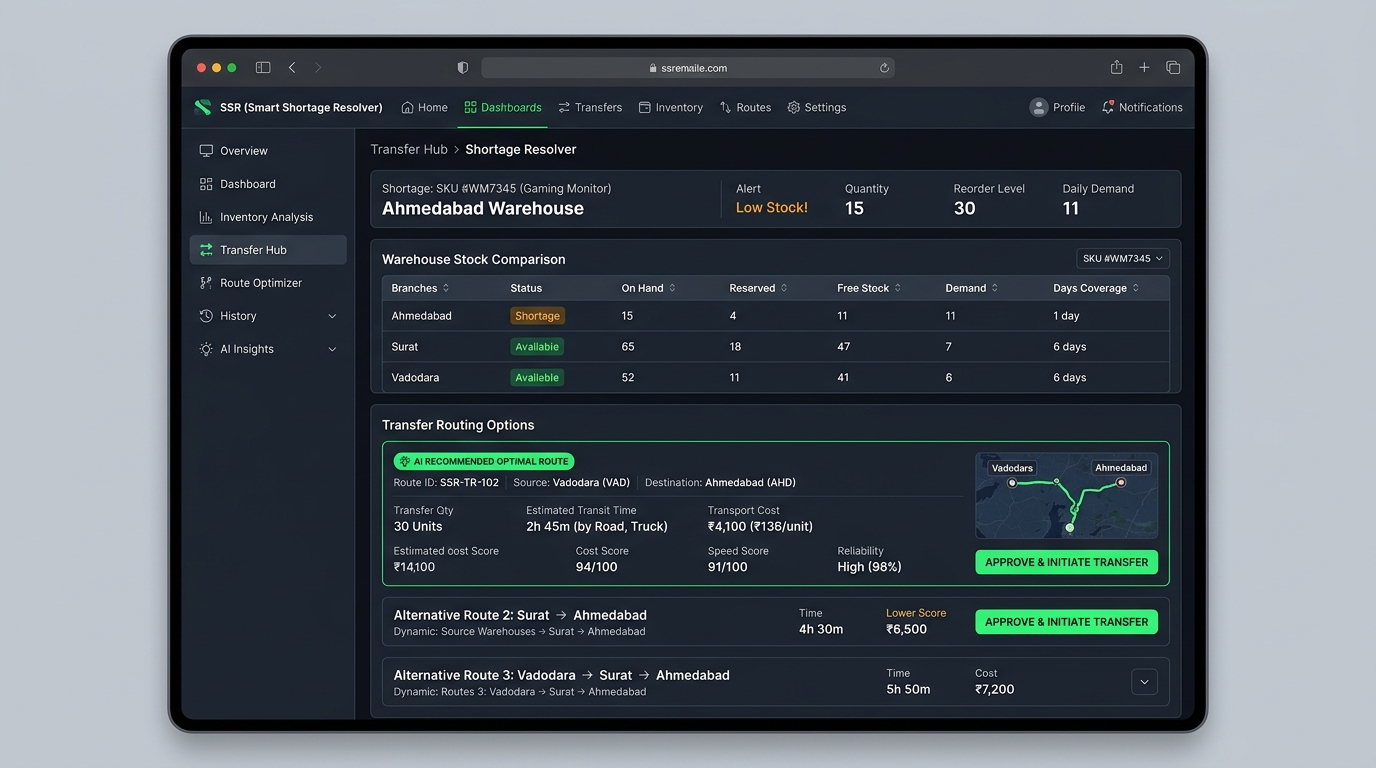 ssremaile.com
SSR (Smart Shortage Resolver) Home Dashboards Transfers Inventory Routes Settings Profile Notifications
Overview
Dashboard
Inventory Analysis
Transfer Hub
Route Optimizer
History
AI Insights
Transfer Hub > Shortage Resolver
Shortage: SKU #WM7345 (Gaming Monitor)
Ahmedabad Warehouse
Alert Quantity Reorder Level Daily Demand
Low Stock! 15 30 11
Warehouse Stock Comparison SKU #WM7345
Branches Status On Hand Reserved Free Stock Demand Days Coverage
Ahmedabad Shortage 15 4 11 11 1 day
Surat Available 65 18 47 7 6 days
Vadodara Available 52 11 41 6 6 days
Transfer Routing Options
AI RECOMMENDED OPTIMAL ROUTE
Route ID: SSR-TR-102 Source: Vadodara (VAD) Destination: Ahmedabad (AHD)
Transfer Qty Estimated Transit Time Transport Cost
30 Units 2h 45m (by Road, Truck) ₹4,100 (₹136/unit)
Estimated oost Score Cost Score Speed Score Reliability
₹14,100 94/100 91/100 High (98%)
Vadodars Ahmedabad
APPROVE & INITIATE TRANSFER
Alternative Route 2: Surat → Ahmedabad
Dynamic: Source Warehouses → Surat → Ahmedabad
Time Lower Score
4h 30m ₹6,500
APPROVE & INITIATE TRANSFER
Alternative Route 3: Vadodara → Surat → Ahmedabad
Dynamic: Routes 3: Vadodara → Surat → Ahmedabad
Time Cost
5h 50m ₹7,200